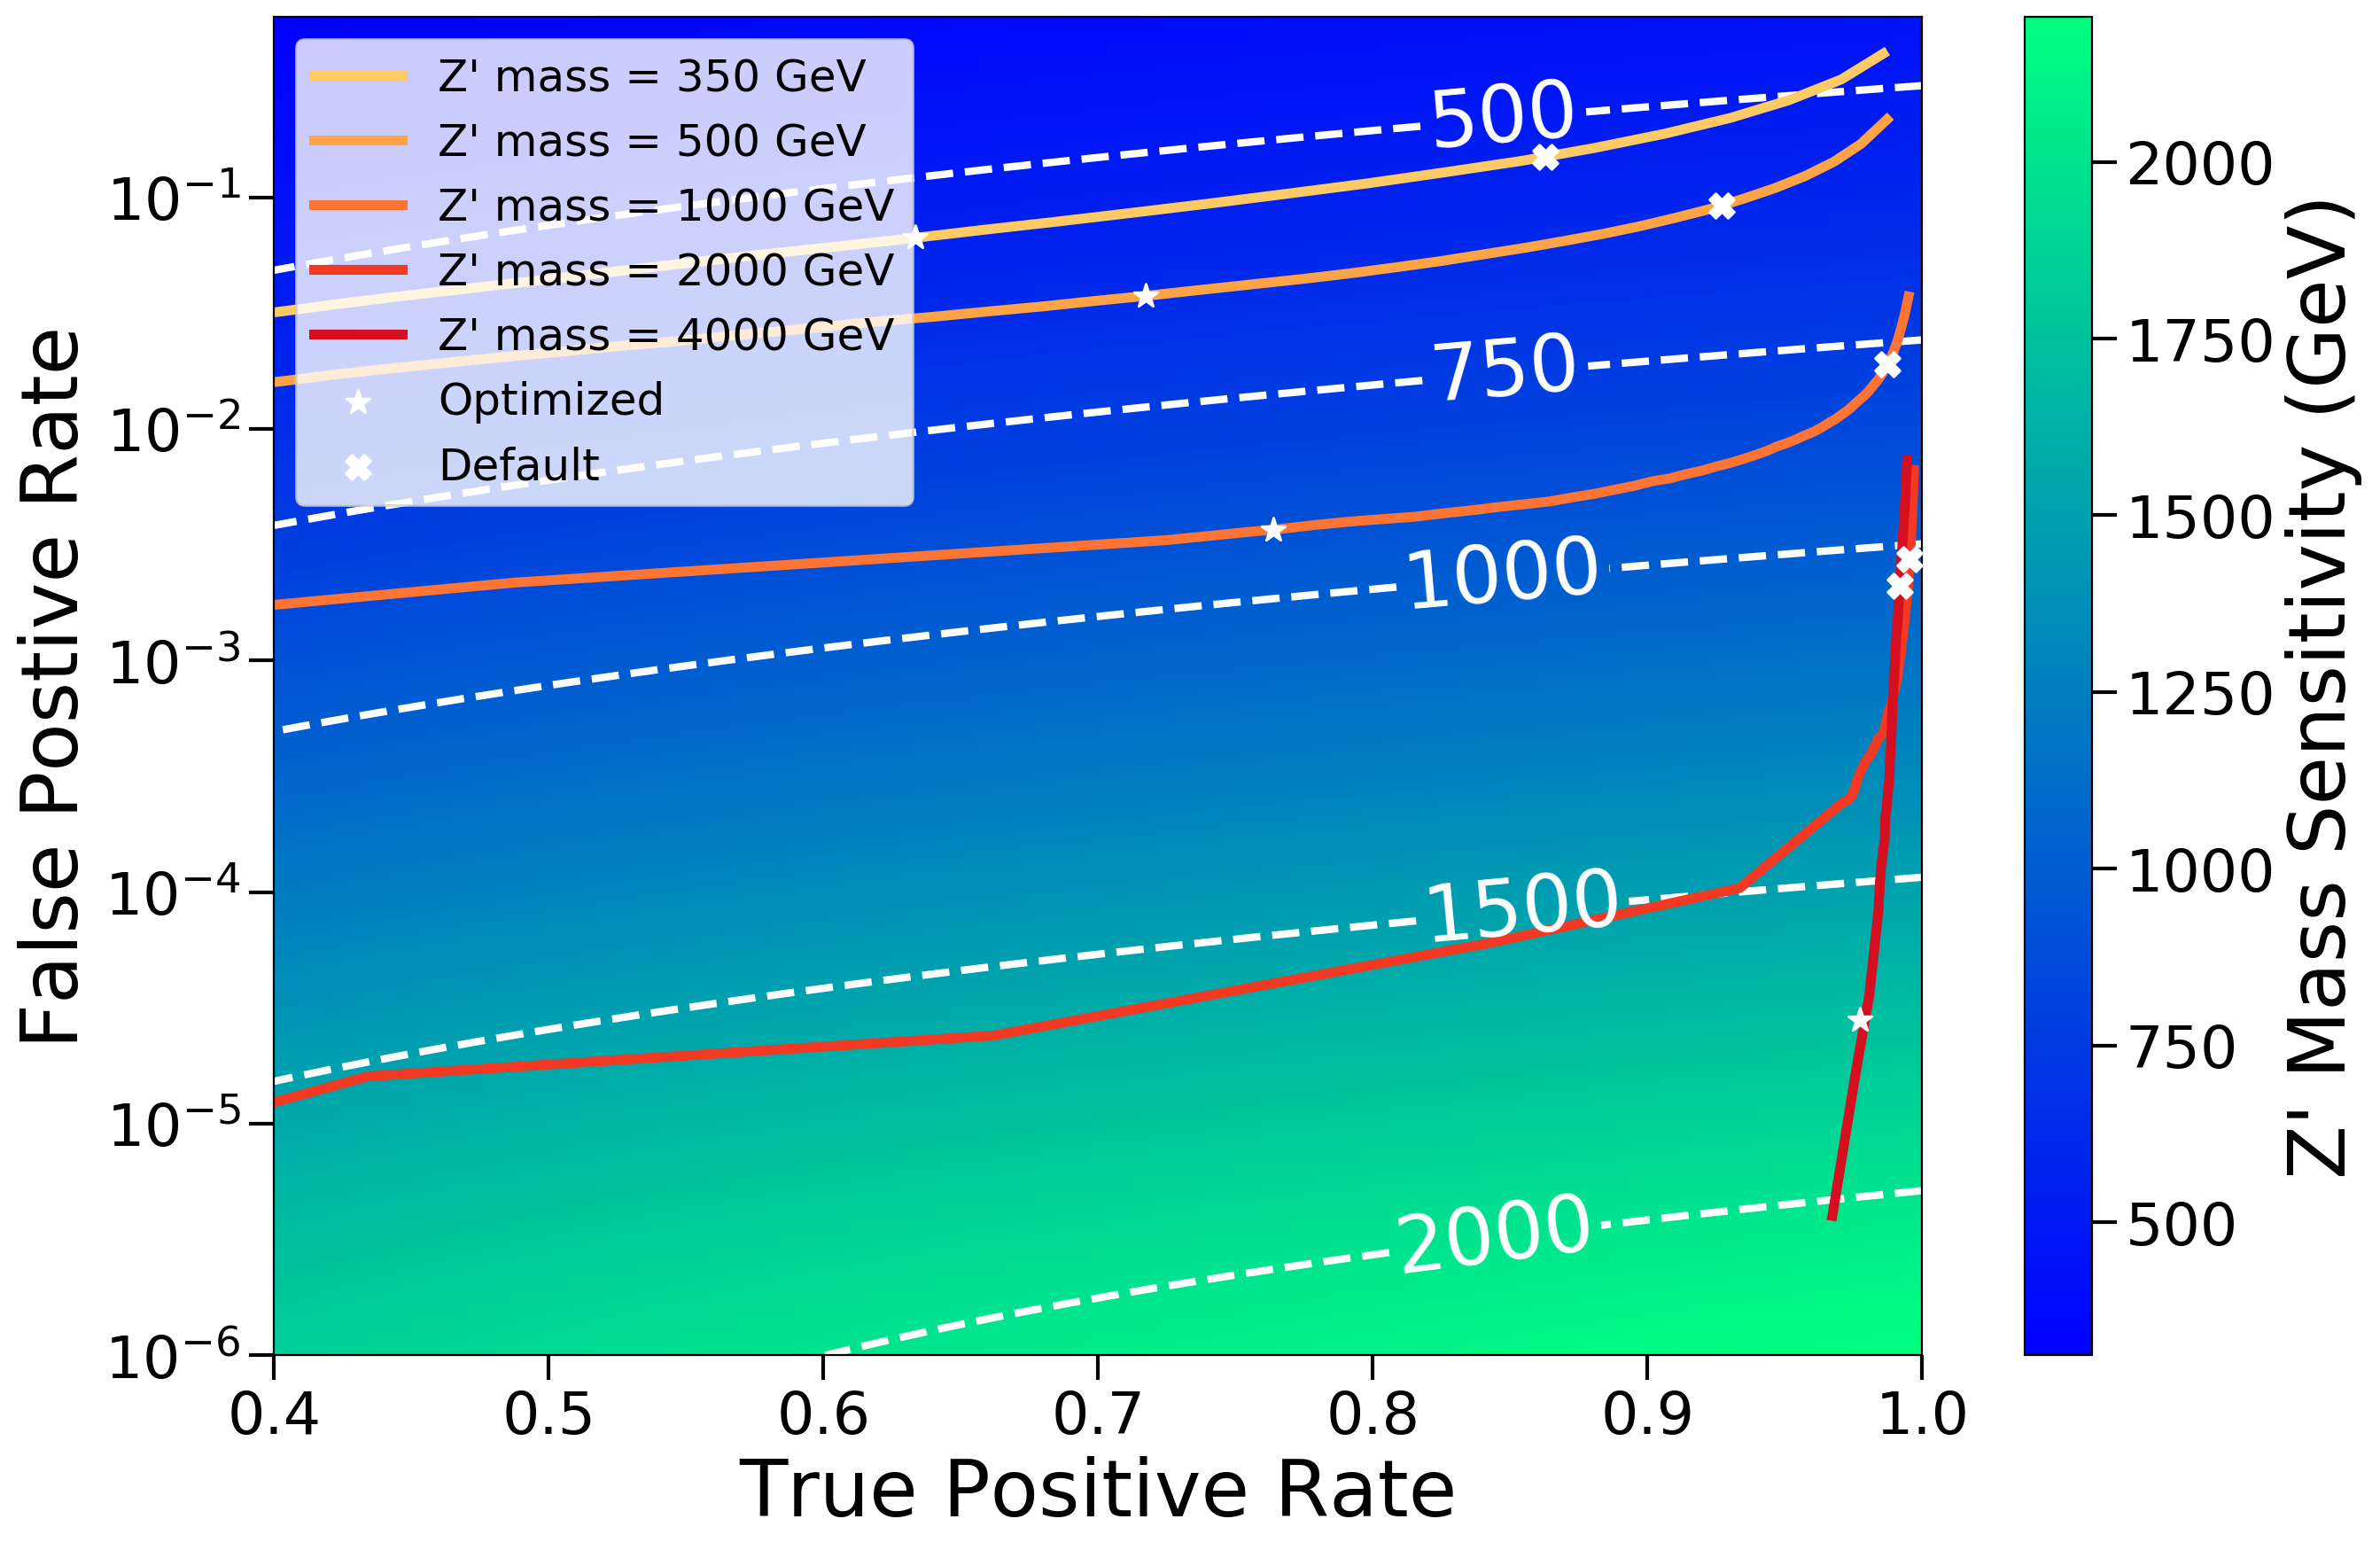 Z' mass = 350 GeV
Z' mass = 500 GeV
Z' mass = 1000 GeV
Z' mass = 2000 GeV
Z' mass = 4000 GeV
Optimized
Default
500
750
1000
1500
2000
10⁻¹
10⁻²
10⁻³
10⁻⁴
10⁻⁵
10⁻⁶
False Postive Rate
0.4 0.5 0.6 0.7 0.8 0.9 1.0
True Positive Rate
2000
1750
1500
1250
1000
750
500
Z' Mass Sensitivity (GeV)